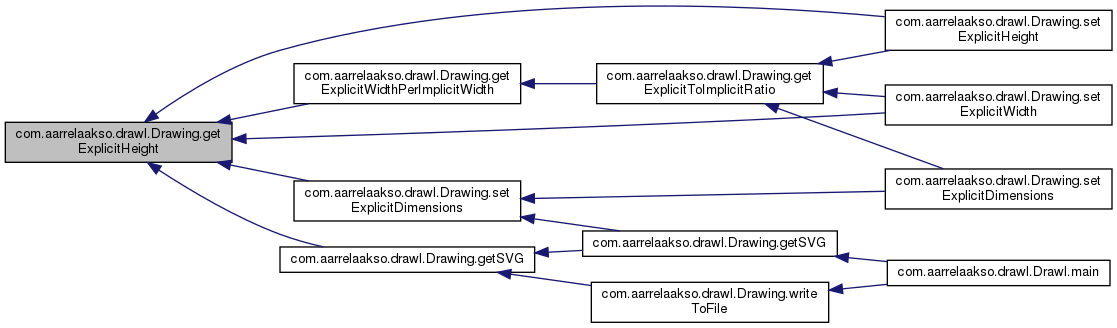 com.aarrelaakso.drawl.Drawing.get
ExplicitHeight
com.aarrelaakso.drawl.Drawing.get
ExplicitWidthPerImplicitWidth
com.aarrelaakso.drawl.Drawing.set
ExplicitDimensions
com.aarrelaakso.drawl.Drawing.getSVG
com.aarrelaakso.drawl.Drawing.get
ExplicitToImplicitRatio
com.aarrelaakso.drawl.Drawing.getSVG
com.aarrelaakso.drawl.Drawing.write
ToFile
com.aarrelaakso.drawl.Drawing.set
ExplicitHeight
com.aarrelaakso.drawl.Drawing.set
ExplicitWidth
com.aarrelaakso.drawl.Drawing.set
ExplicitDimensions
com.aarrelaakso.drawl.Drawl.main